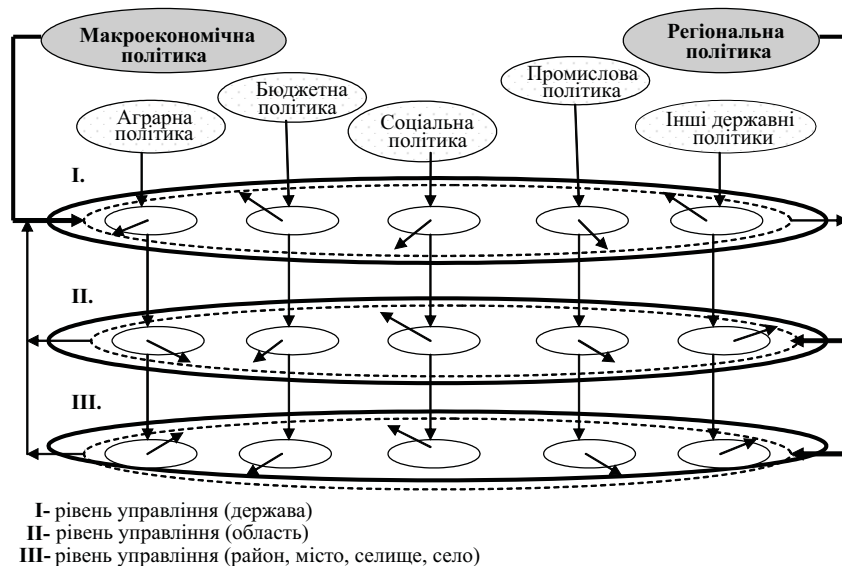 Макроекономічна
політика
Регіональна
політика
Аграрна
політика
Бюджетна
політика
Соціальна
політика
Промислова
політика
Інші державні
політики
I.
II.
III.
I- рівень управління (держава)
II- рівень управління (область)
III- рівень управління (район, місто, селище, село)